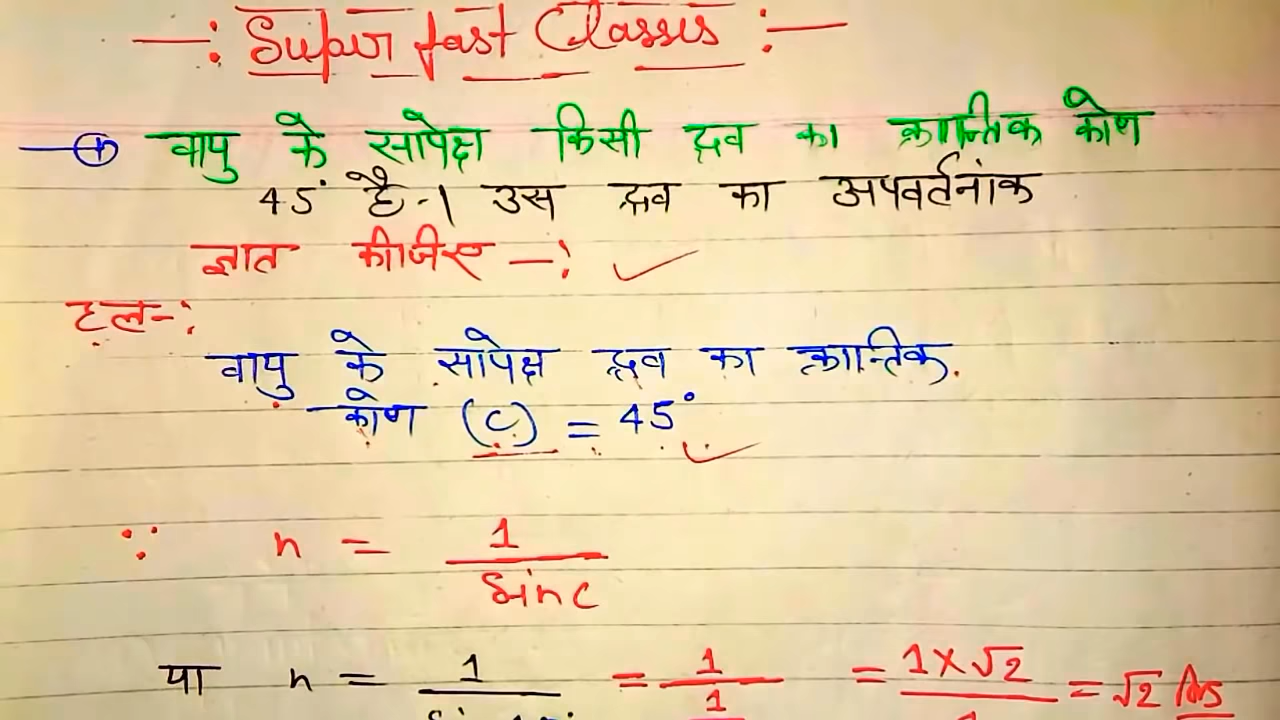 —: Super fast Classes :—
वायु के सापेक्ष किसी द्रव का क्रान्तिक कोण
45° है -। उस द्रव का अपवर्तनांक
ज्ञात कीजिए —: ✓
हल-:
वायु के सापेक्ष द्रव का क्रान्तिक.
कोण (C) = 45° ✓
∵ n = 1
sinc
या n = 1 = 1 = 1×√2 = √2 Ans
1